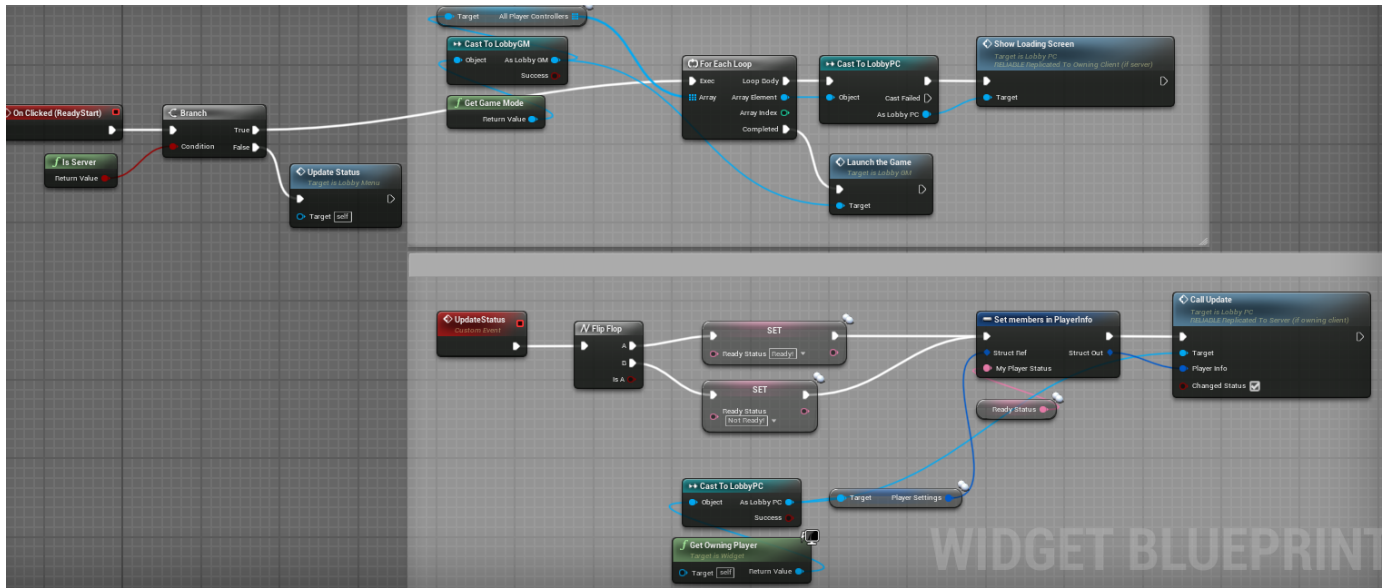 Target All Player Controllers
Cast To LobbyGM
Object As Lobby GM
Success
Get Game Mode
Return Value
For Each Loop
Exec Loop Body
Array Array Element
Array Index
Completed
Cast To LobbyPC
Object Cast Failed
As Lobby PC
Show Loading Screen
Target is Lobby PC
RELIABLE Replicated To Owning Client (if server)
Target
On Clicked (ReadyStart)
Branch
True
Condition False
Is Server
Return Value
Update Status
Target is Lobby Menu
Target self
Launch the Game
Target is Lobby GM
Target
UpdateStatus
Custom Event
Flip Flop
A
B
Is A
SET
Ready Status Ready!
SET
Ready Status
Not Ready!
Set members in PlayerInfo
Struct Ref Struct Out
My Player Status
Ready Status
Call Update
Target is Lobby PC
RELIABLE Replicated To Server (if owning client)
Target
Player Info
Changed Status
Cast To LobbyPC
Object As Lobby PC
Success
Target Player Settings
Get Owning Player
Target is Widget
Target self Return Value
WIDGET BLUEPRINT